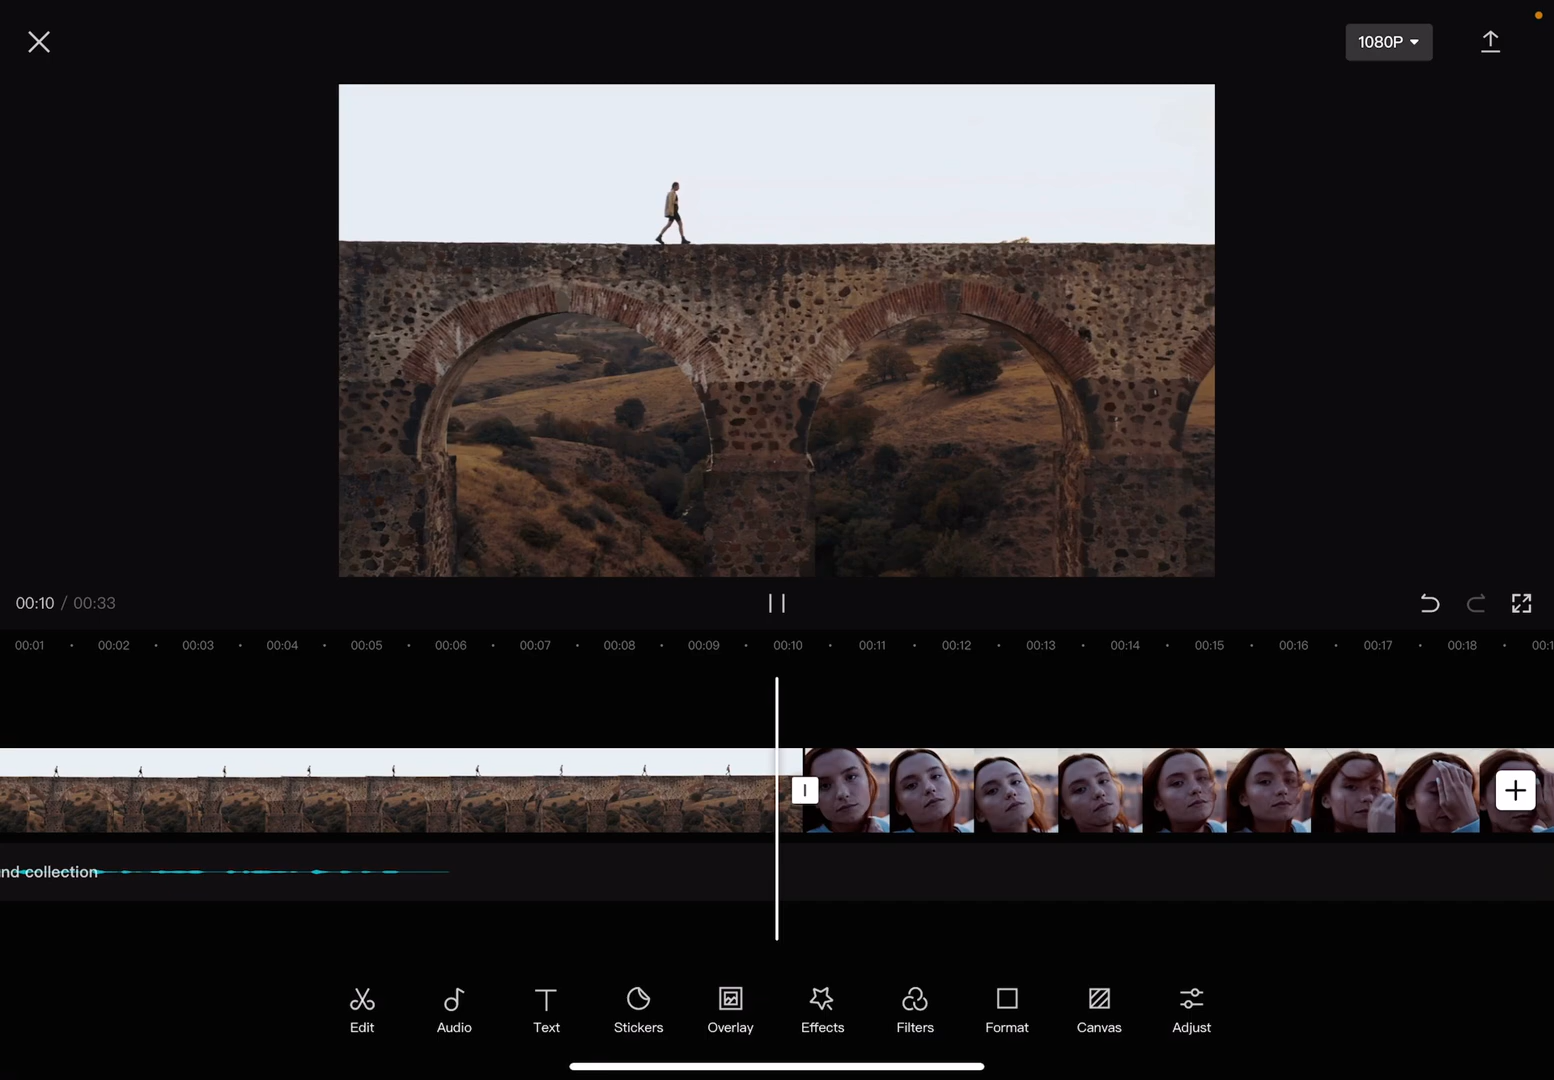 1080P
00:10 / 00:33
00:01 00:02 00:03 00:04 00:05 00:06 00:07 00:08 00:09 00:10 00:11 00:12 00:13 00:14 00:15 00:16 00:17 00:18 00:1
nd collection
Edit Audio Text Stickers Overlay Effects Filters Format Canvas Adjust